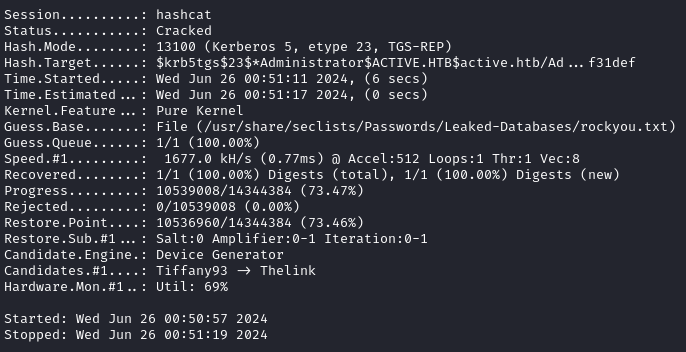 Session..........: hashcat
Status...........: Cracked
Hash.Mode........: 13100 (Kerberos 5, etype 23, TGS-REP)
Hash.Target......: $krb5tgs$23$*Administrator$ACTIVE.HTB$active.htb/Ad...f31def
Time.Started.....: Wed Jun 26 00:51:11 2024, (6 secs)
Time.Estimated...: Wed Jun 26 00:51:17 2024, (0 secs)
Kernel.Feature...: Pure Kernel
Guess.Base.......: File (/usr/share/seclists/Passwords/Leaked-Databases/rockyou.txt)
Guess.Queue......: 1/1 (100.00%)
Speed.#1.........:  1677.0 kH/s (0.77ms) @ Accel:512 Loops:1 Thr:1 Vec:8
Recovered........: 1/1 (100.00%) Digests (total), 1/1 (100.00%) Digests (new)
Progress.........: 10539008/14344384 (73.47%)
Rejected.........: 0/10539008 (0.00%)
Restore.Point....: 10536960/14344384 (73.46%)
Restore.Sub.#1...: Salt:0 Amplifier:0-1 Iteration:0-1
Candidate.Engine.: Device Generator
Candidates.#1....: Tiffany93 -> Thelink
Hardware.Mon.#1..: Util: 69%
Started: Wed Jun 26 00:50:57 2024
Stopped: Wed Jun 26 00:51:19 2024